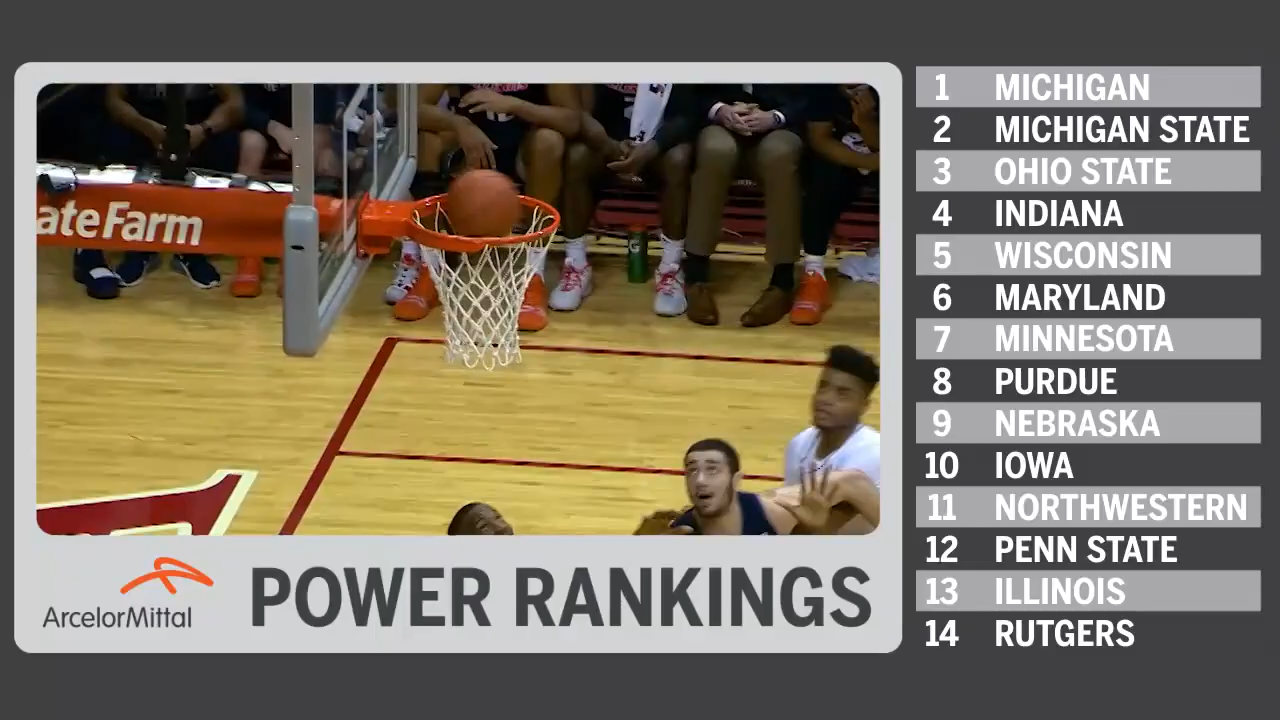 ateFarm
G
ArcelorMittal
POWER RANKINGS
1 MICHIGAN
2 MICHIGAN STATE
3 OHIO STATE
4 INDIANA
5 WISCONSIN
6 MARYLAND
7 MINNESOTA
8 PURDUE
9 NEBRASKA
10 IOWA
11 NORTHWESTERN
12 PENN STATE
13 ILLINOIS
14 RUTGERS